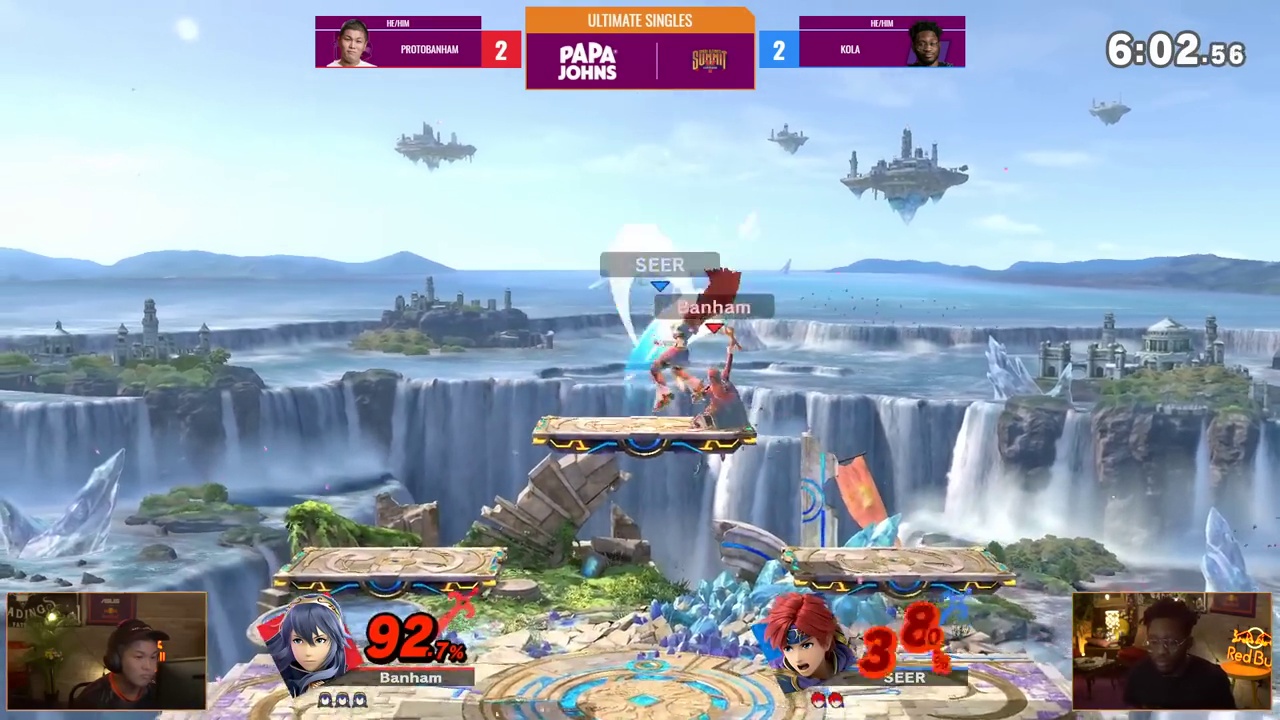 HE/HIM
PROTOBANHAM
2
ULTIMATE SINGLES
PAPA JOHNS
SUMMIT
2
HE/HIM
KOLA
6:02.56
SEER
Banham
92.7%
Banham
38.0%
SEER
Red Bu